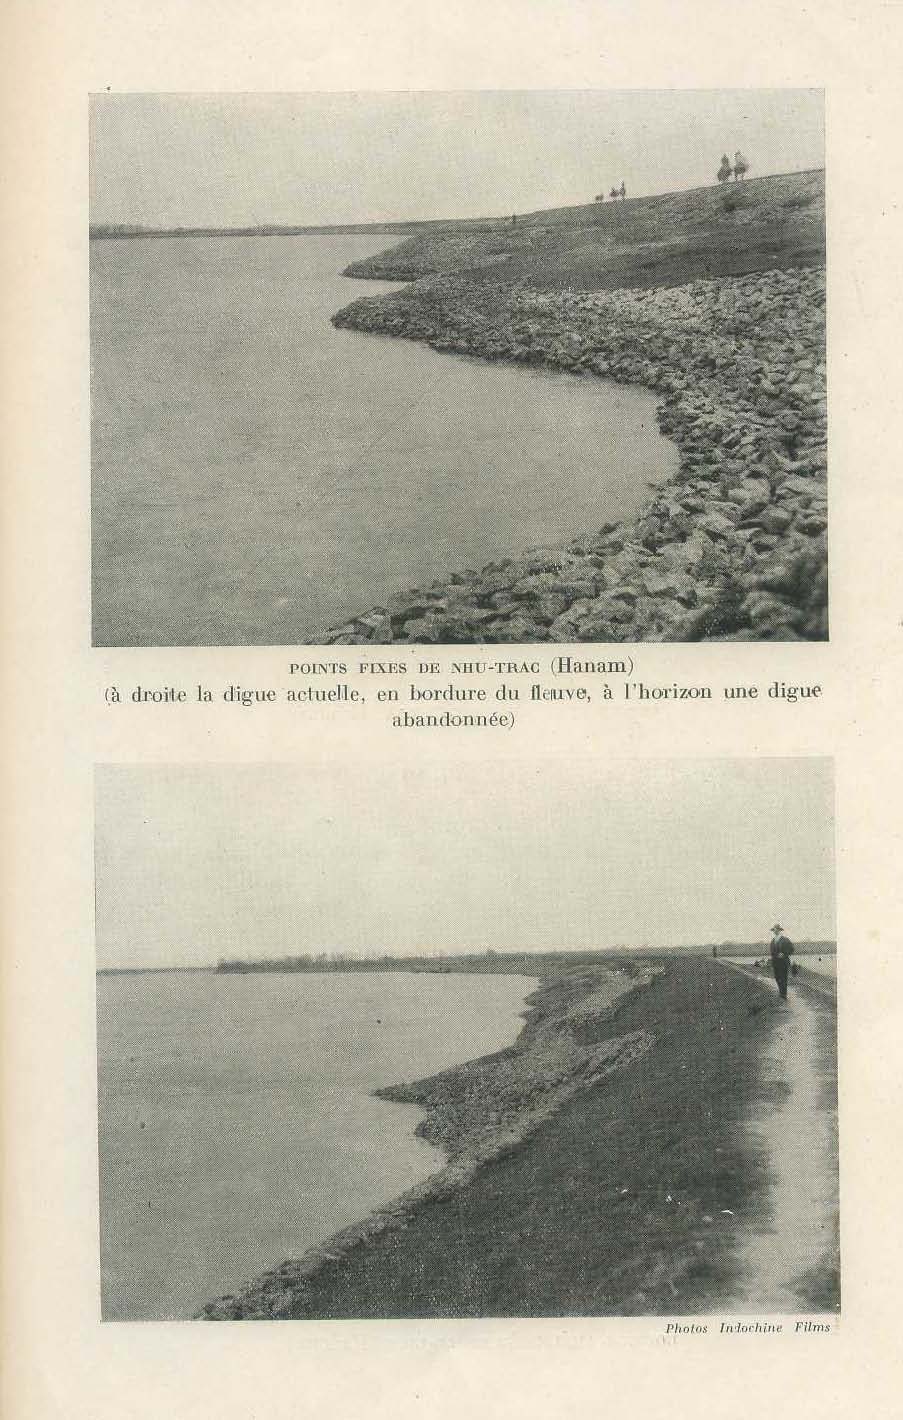 POINTS FIXES DE NHU-TRAC (Hanam)
(à droite la digue actuelle, en bordure du fleuve, à l'horizon une digue
abandonnée)
Photos Indochine Films